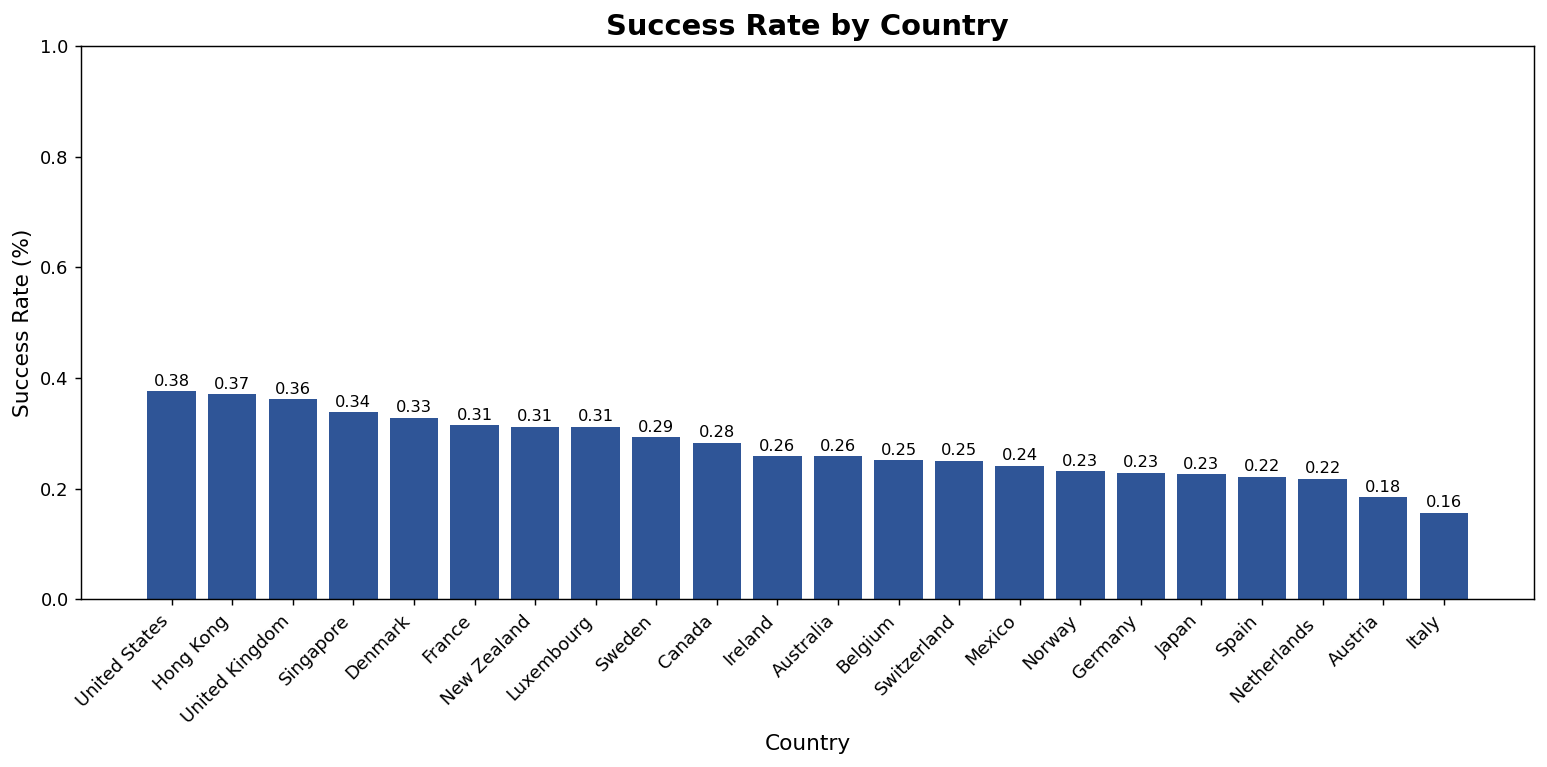 Success Rate by Country
Success Rate (%)
1.0
0.8
0.6
0.4
0.2
0.0
0.38
0.37
0.36
0.34
0.33
0.31
0.31
0.31
0.29
0.28
0.26
0.26
0.25
0.25
0.24
0.23
0.23
0.23
0.22
0.22
0.18
0.16
United States
Hong Kong
United Kingdom
Singapore
Denmark
France
New Zealand
Luxembourg
Sweden
Canada
Ireland
Australia
Belgium
Switzerland
Mexico
Norway
Germany
Japan
Spain
Netherlands
Austria
Italy
Country